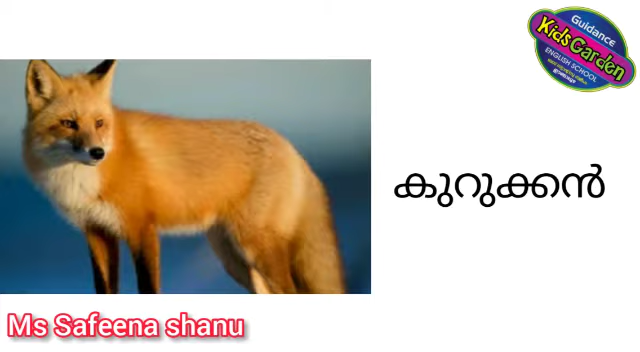 Guidance
Kids Garden
ENGLISH SCHOOL
കുറുക്കൻ
Ms Safeena shanu